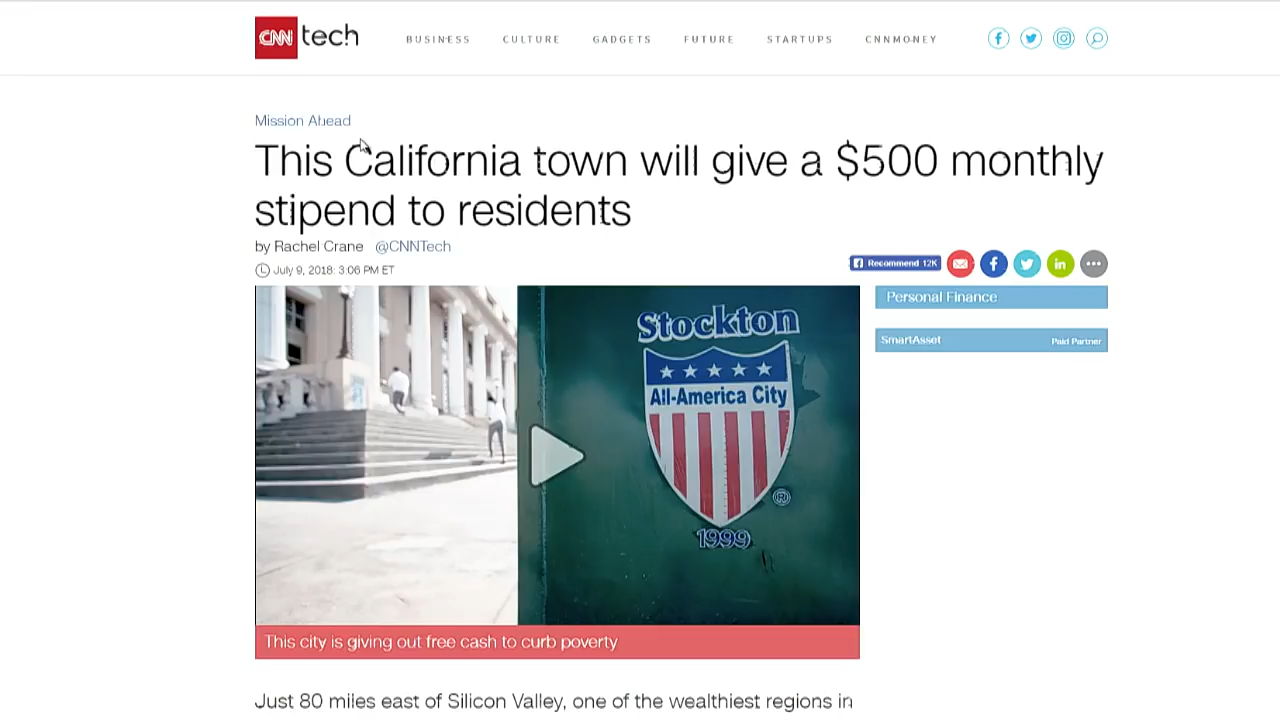 CNN tech
BUSINESS CULTURE GADGETS FUTURE STARTUPS CNNMONEY
Mission Ahead
This California town will give a $500 monthly
stipend to residents
by Rachel Crane @CNNTech
July 9, 2018: 3:06 PM ET
Recommend 12K
in
Personal Finance
SmartAsset Paid Partner
Stockton
All-America City
®
1999
This city is giving out free cash to curb poverty
Just 80 miles east of Silicon Valley, one of the wealthiest regions in